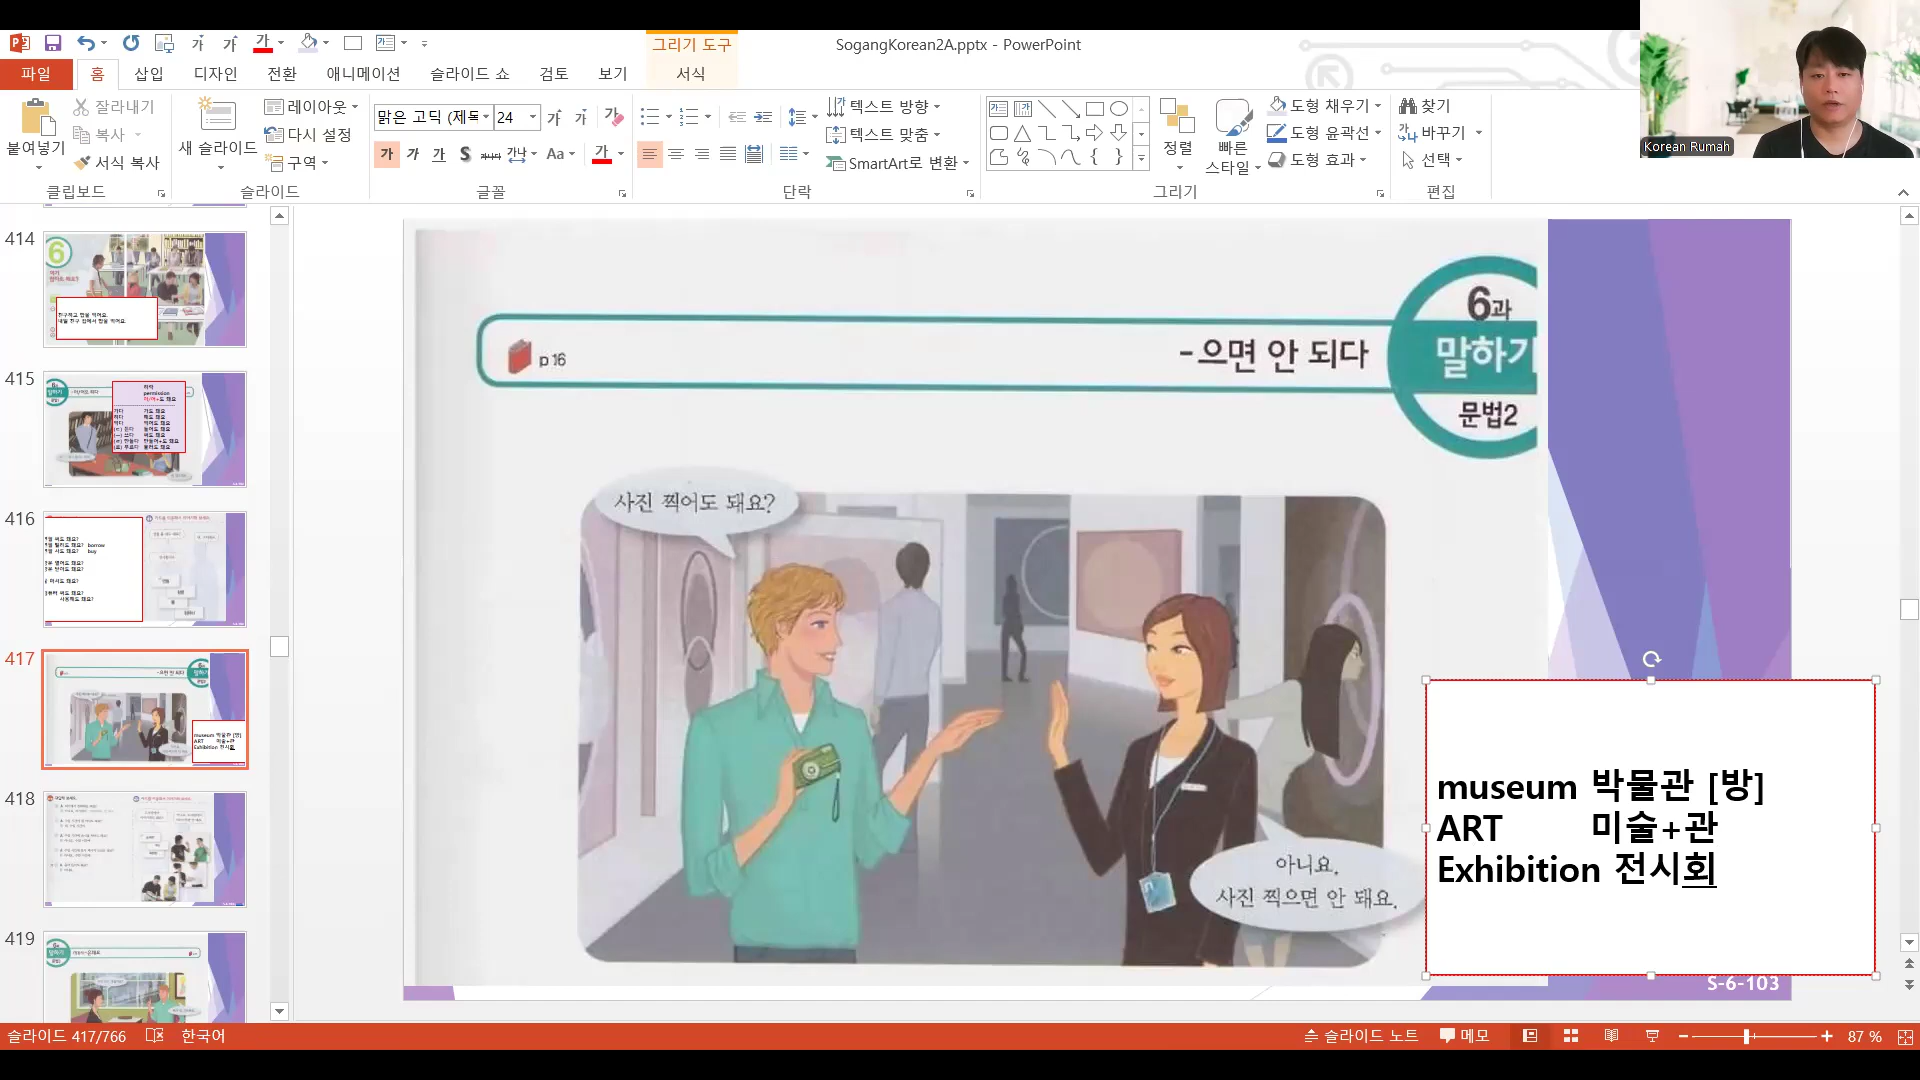 그리기 도구
SogangKorean2A.pptx - PowerPoint
파일 홈 삽입 디자인 전환 애니메이션 슬라이드 쇼 검토 보기 서식
붙여넣기
잘라내기
복사
서식 복사
클립보드
새 슬라이드
레이아웃
다시 설정
구역
슬라이드
맑은 고딕 (제목 24
가 가 가 S 가나다 간 Aa 가
글꼴
텍스트 방향
텍스트 맞춤
SmartArt로 변환
단락
정렬
빠른 스타일
도형 채우기
도형 윤곽선
도형 효과
그리기
찾기
바꾸기
선택
편집
Korean Rumah
414
415
416
417
418
419
6과
말하기
문법2
-으면 안 되다
p 16
사진 찍어도 돼요?
아니요.
사진 찍으면 안 돼요.
museum 박물관 [방]
ART 미술+관
Exhibition 전시회
S-6-103
슬라이드 417/766
한국어
슬라이드 노트
메모
87 %